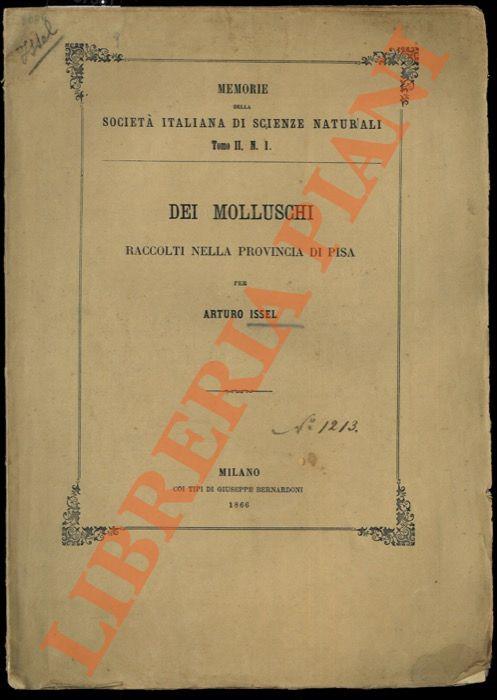 Issel
MEMORIE
DELLA
SOCIETÀ ITALIANA DI SCIENZE NATURALI
Tomo II. N. 1.
DEI MOLLUSCHI
RACCOLTI NELLA PROVINCIA DI PISA
PER
ARTURO ISSEL
N° 1213.
MILANO
COI TIPI DI GIUSEPPE BERNARDONI
1866
LIBRERIA PIANI